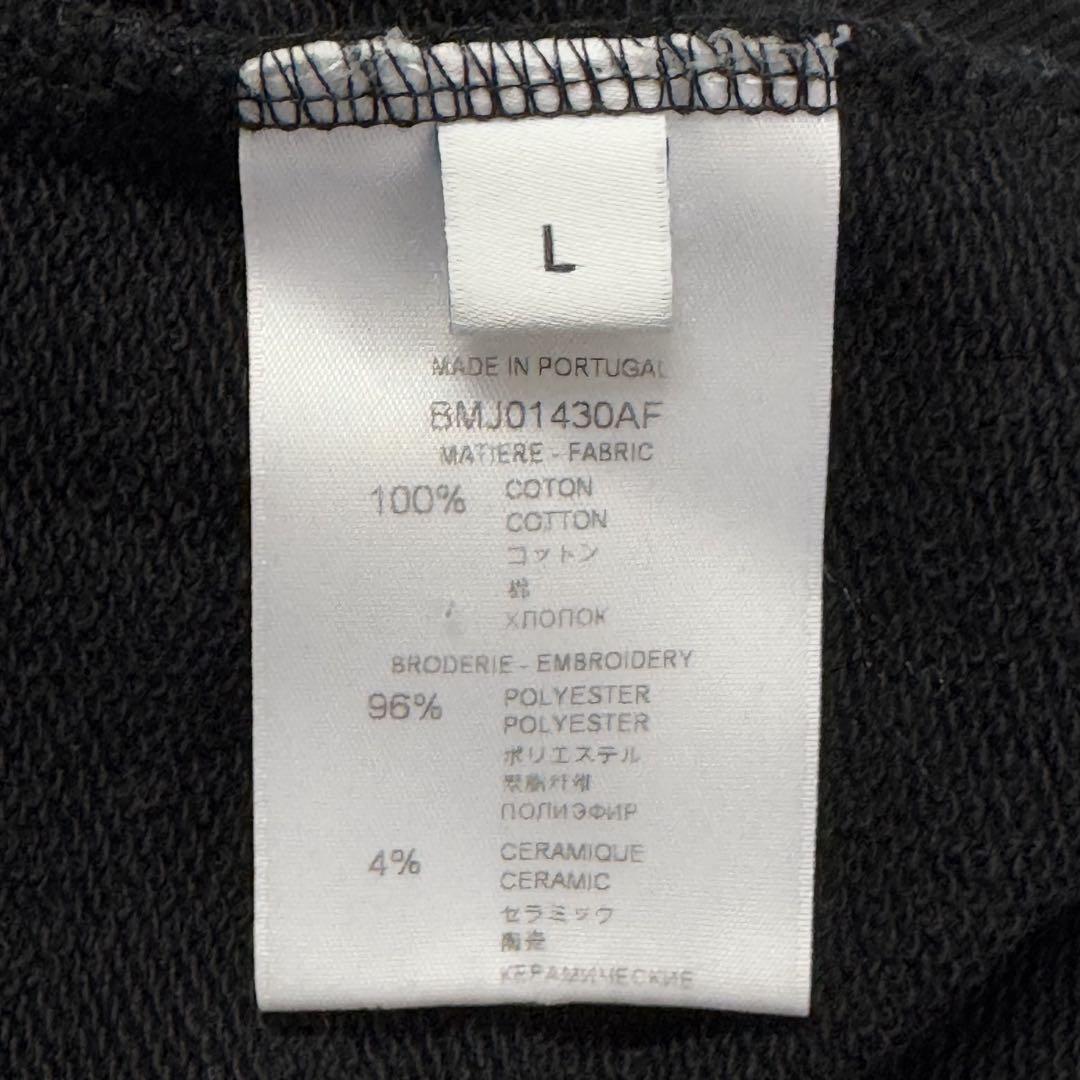 L
MADE IN PORTUGAL
BMJ01430AF
MATIERE - FABRIC
100% COTON
COTTON
コットン
棉
ХЛОПОК
BRODERIE - EMBROIDERY
96% POLYESTER
POLYESTER
ポリエステル
聚酯纤维
ПОЛИЭФИР
4% CERAMIQUE
CERAMIC
セラミック
陶瓷
КЕРАМИЧЕСКИЕ